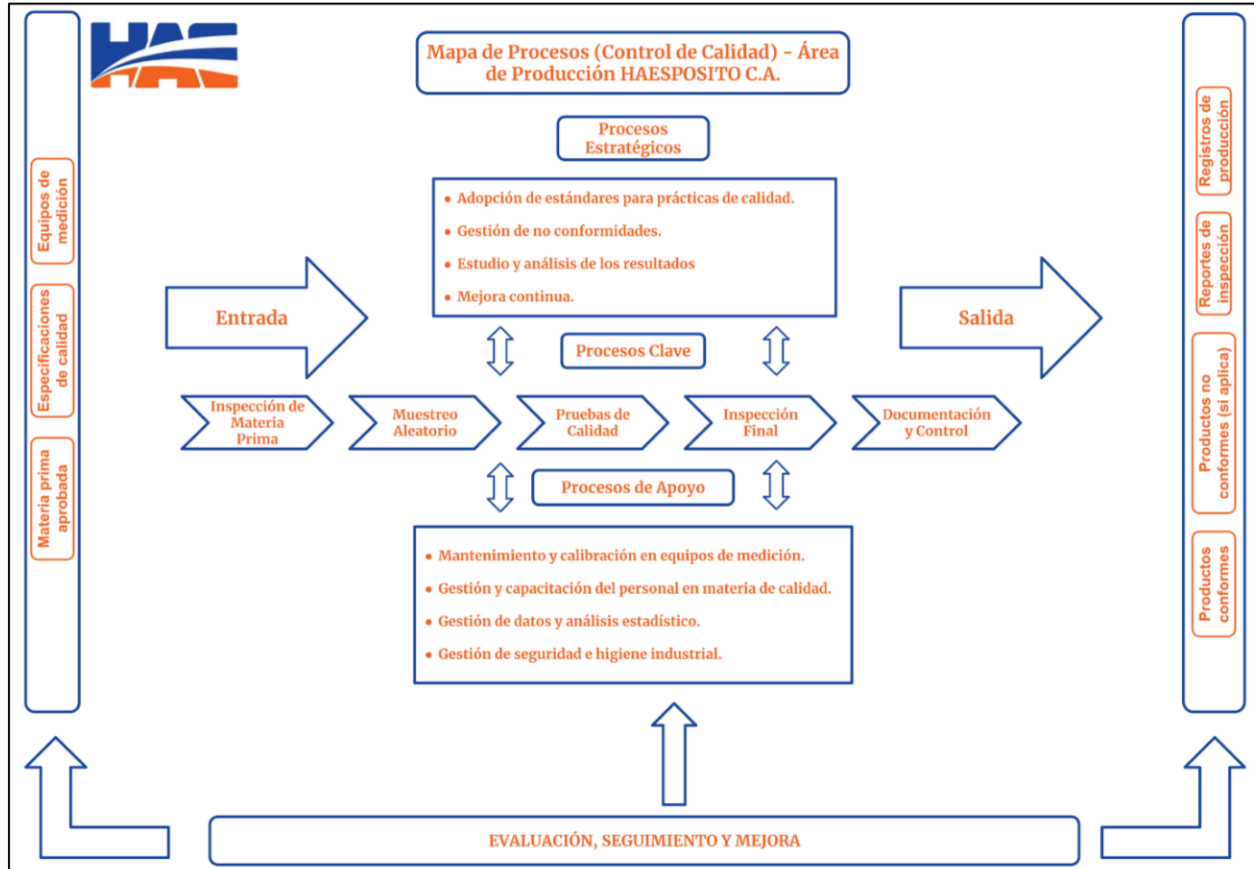 HAS
Mapa de Procesos (Control de Calidad) - Área
de Producción HAESPOSITO C.A.
Procesos
Estratégicos
• Adopción de estándares para prácticas de calidad.
• Gestión de no conformidades.
• Estudio y análisis de los resultados
• Mejora continua.
Equipos de
medición
Especificaciones
de calidad
Materia prima
aprobada
Entrada
Salida
Procesos Clave
Inspección de
Materia
Prima
Muestreo
Aleatorio
Pruebas de
Calidad
Inspección
Final
Documentación
y Control
Procesos de Apoyo
• Mantenimiento y calibración en equipos de medición.
• Gestión y capacitación del personal en materia de calidad.
• Gestión de datos y análisis estadístico.
• Gestión de seguridad e higiene industrial.
Registros de
producción
Reportes de
inspección
Productos no
conformes (si aplica)
Productos
conformes
EVALUACIÓN, SEGUIMIENTO Y MEJORA